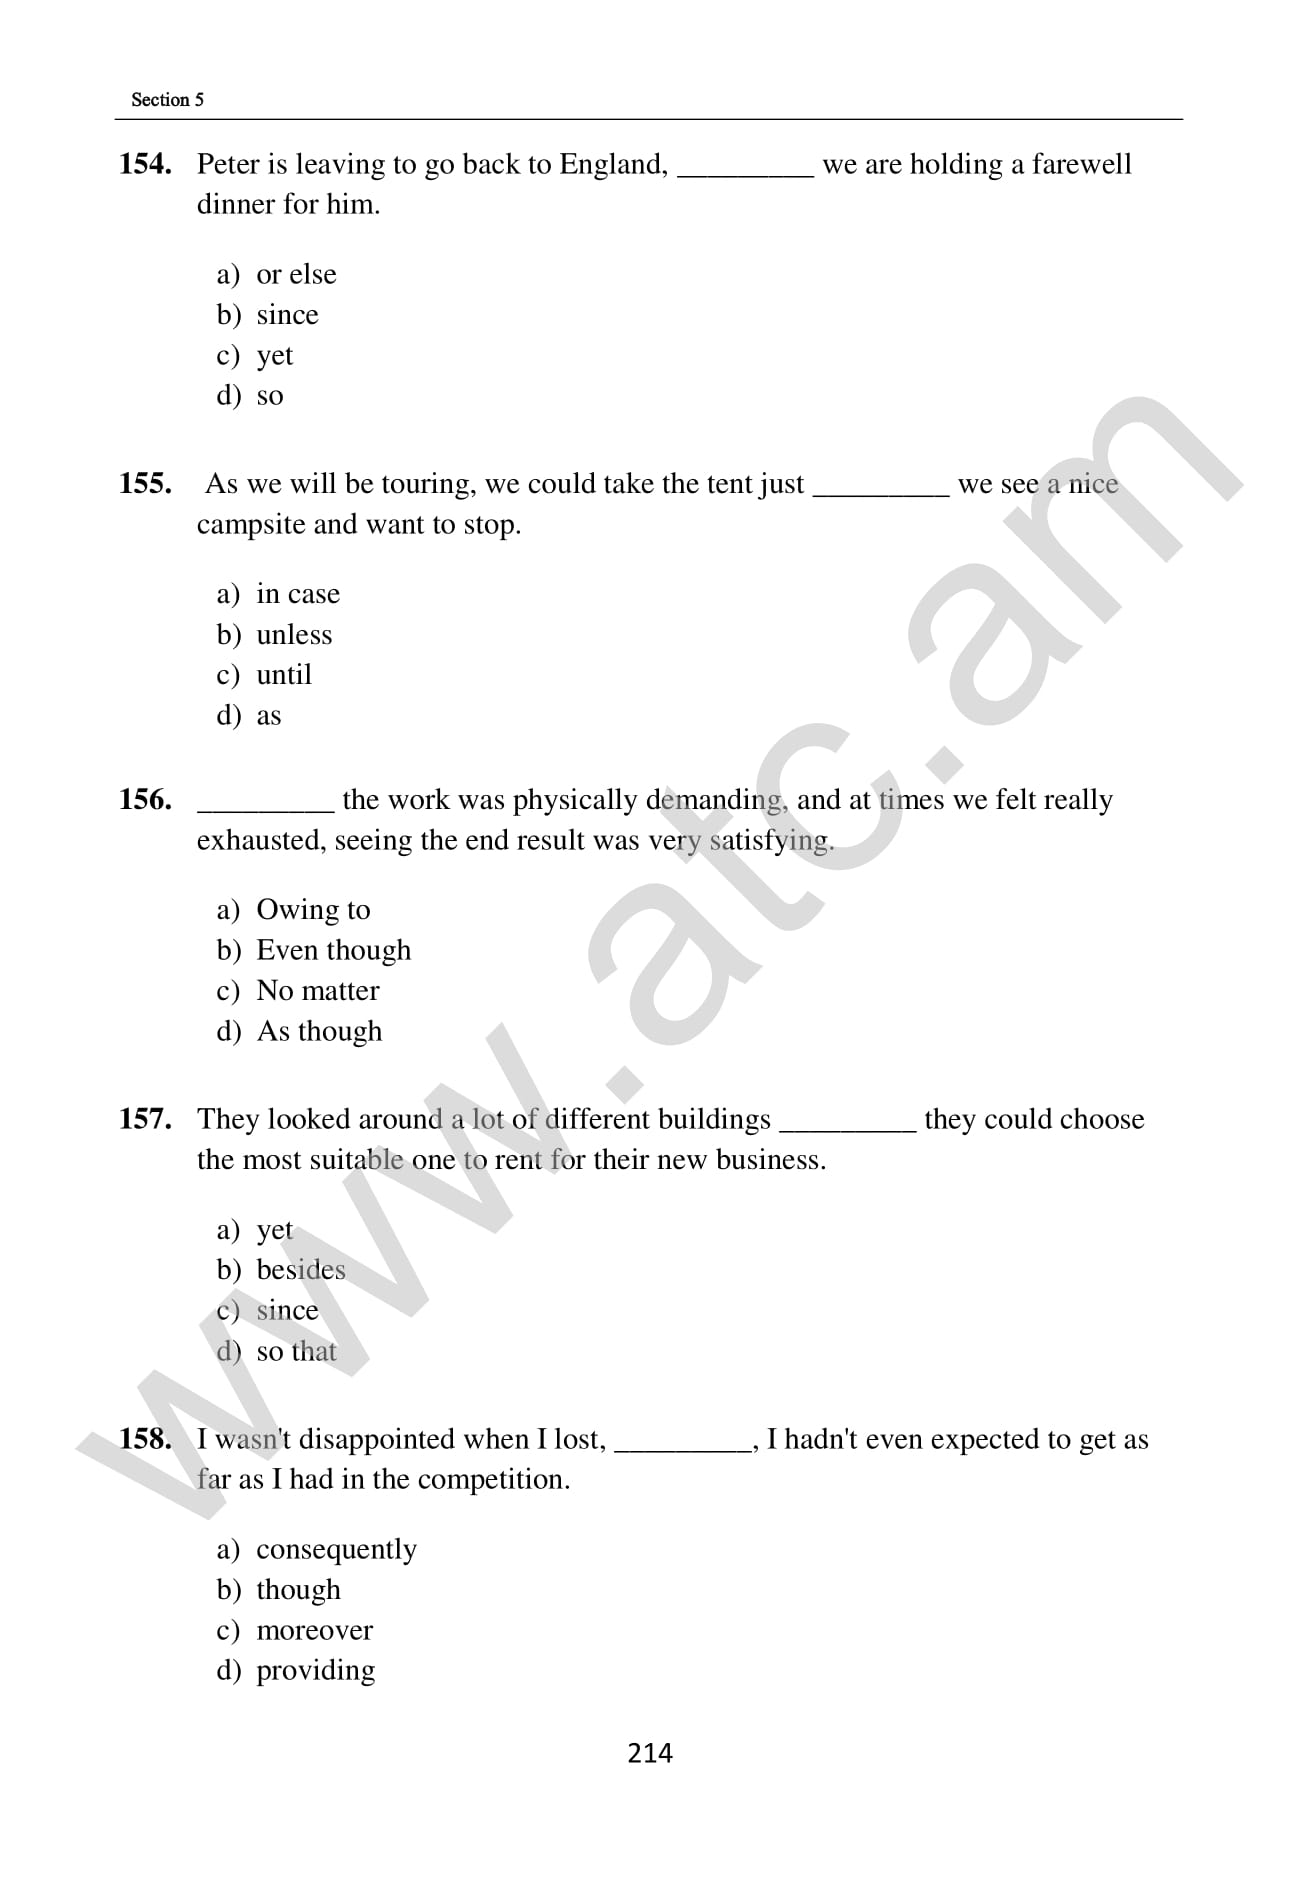 Section 5
154. Peter is leaving to go back to England, _________ we are holding a farewell
dinner for him.
a) or else
b) since
c) yet
d) so
155. As we will be touring, we could take the tent just _________ we see a nice
campsite and want to stop.
a) in case
b) unless
c) until
d) as
156. _________ the work was physically demanding, and at times we felt really
exhausted, seeing the end result was very satisfying.
a) Owing to
b) Even though
c) No matter
d) As though
157. They looked around a lot of different buildings _________ they could choose
the most suitable one to rent for their new business.
a) yet
b) besides
c) since
d) so that
158. I wasn't disappointed when I lost, _________, I hadn't even expected to get as
far as I had in the competition.
a) consequently
b) though
c) moreover
d) providing
214
www.atc.am